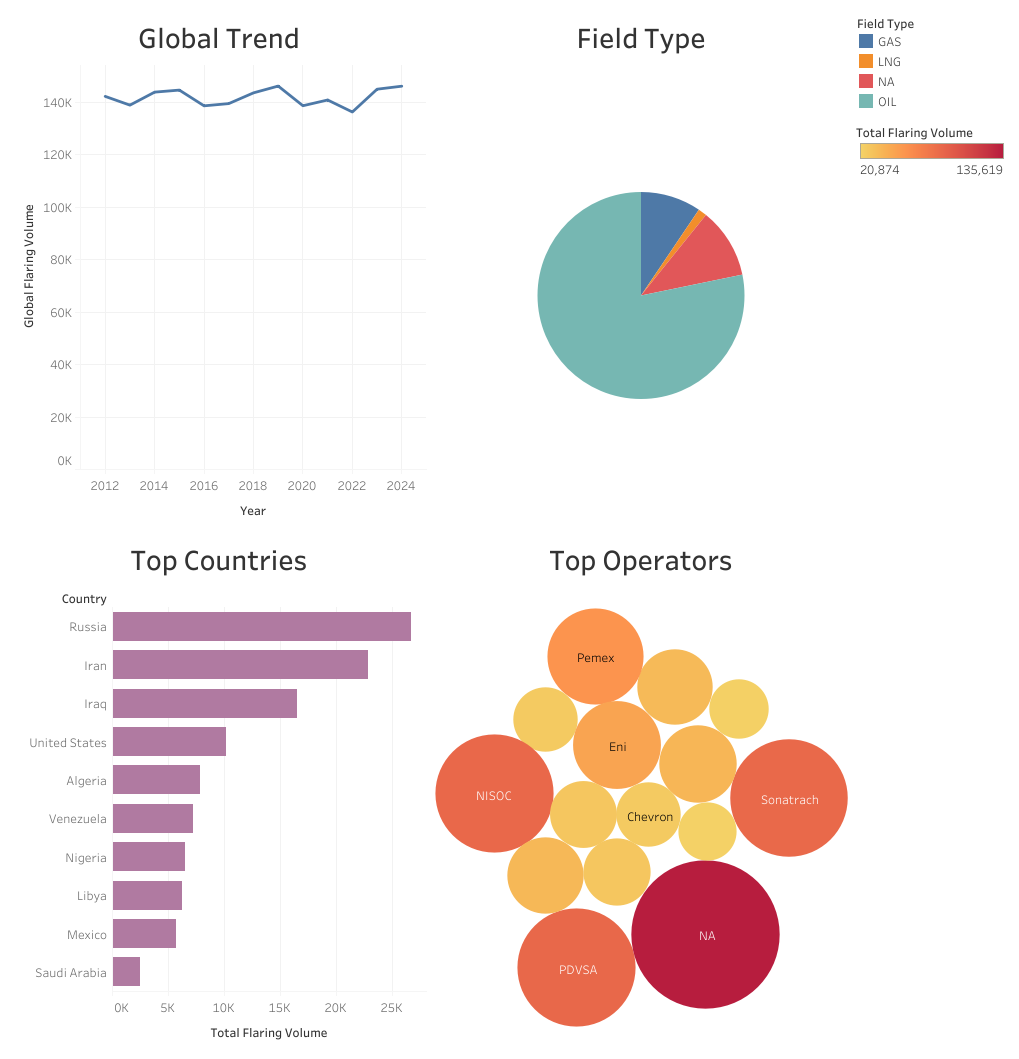 Global Trend
Global Flaring Volume
140K
120K
100K
80K
60K
40K
20K
0K
2012 2014 2016 2018 2020 2022 2024
Year
Field Type
Field Type
GAS
LNG
NA
OIL
Total Flaring Volume
20,874 135,619
Top Countries
Country
Russia
Iran
Iraq
United States
Algeria
Venezuela
Nigeria
Libya
Mexico
Saudi Arabia
0K 5K 10K 15K 20K 25K
Total Flaring Volume
Top Operators
Pemex
Eni
NISOC
Sonatrach
Chevron
NA
PDVSA